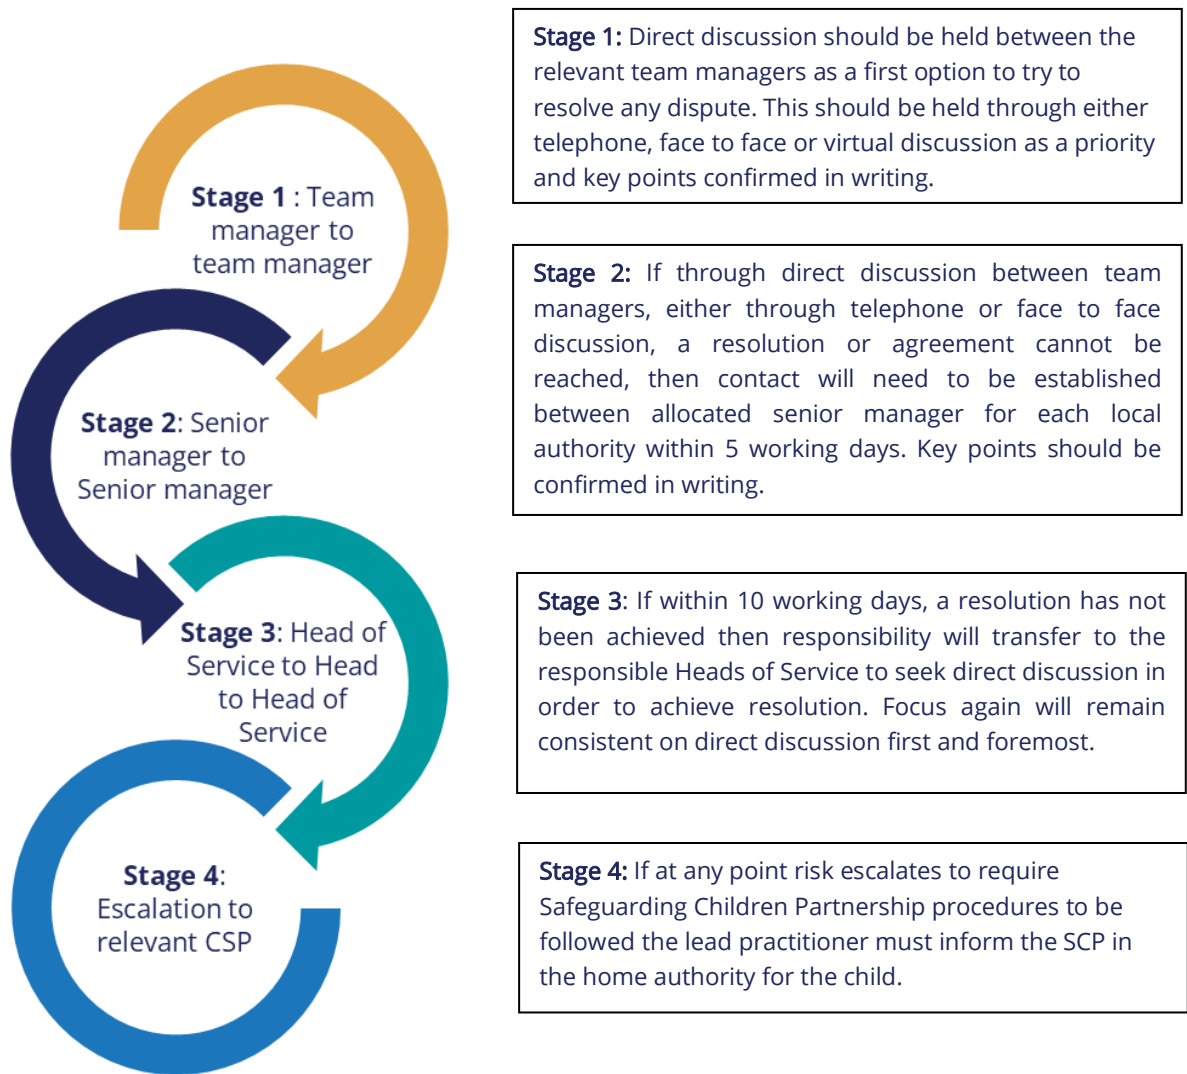 Stage 1 : Team
manager to
team manager
Stage 1: Direct discussion should be held between the
relevant team managers as a first option to try to
resolve any dispute. This should be held through either
telephone, face to face or virtual discussion as a priority
and key points confirmed in writing.
Stage 2: Senior
manager to
Senior manager
Stage 2: If through direct discussion between team
managers, either through telephone or face to face
discussion, a resolution or agreement cannot be
reached, then contact will need to be established
between allocated senior manager for each local
authority within 5 working days. Key points should be
confirmed in writing.
Stage 3: Head of
Service to Head
to Head of
Service
Stage 3: If within 10 working days, a resolution has not
been achieved then responsibility will transfer to the
responsible Heads of Service to seek direct discussion in
order to achieve resolution. Focus again will remain
consistent on direct discussion first and foremost.
Stage 4:
Escalation to
relevant CSP
Stage 4: If at any point risk escalates to require
Safeguarding Children Partnership procedures to be
followed the lead practitioner must inform the SCP in
the home authority for the child.